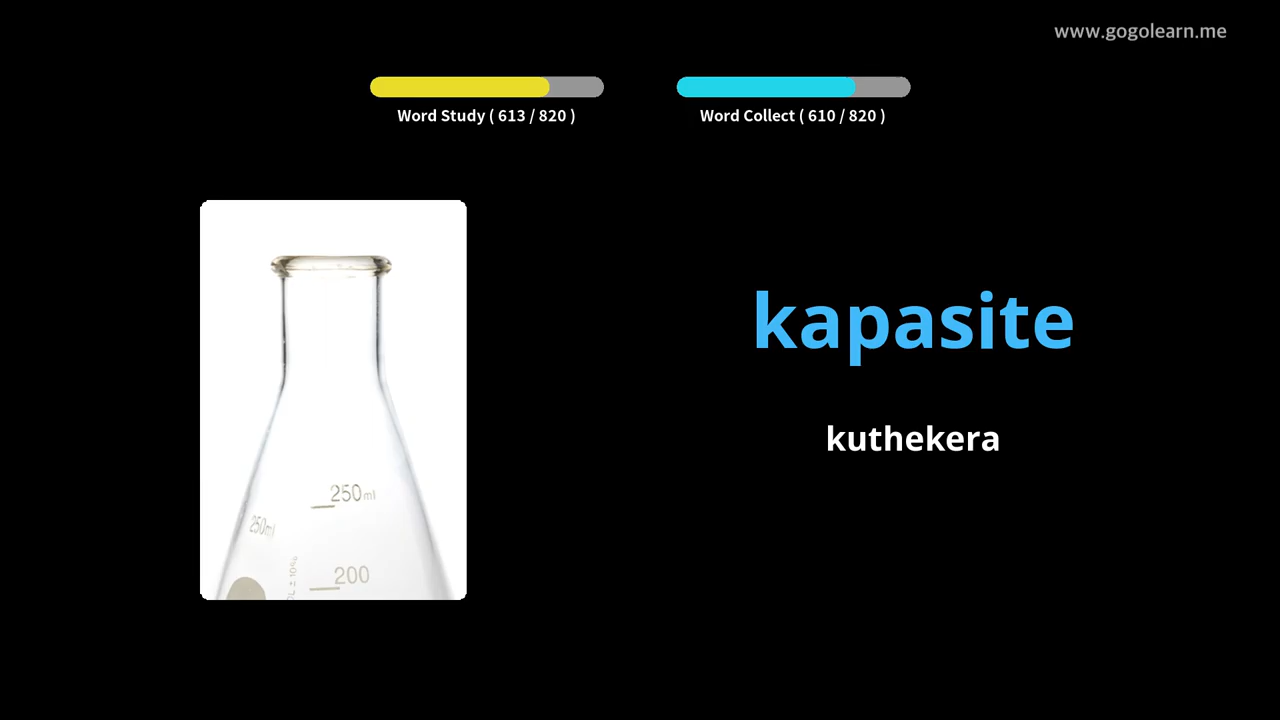 www.gogolearn.me
Word Study ( 613 / 820 )
Word Collect ( 610 / 820 )
kapasite
kuthekera
250ml
250ml
200